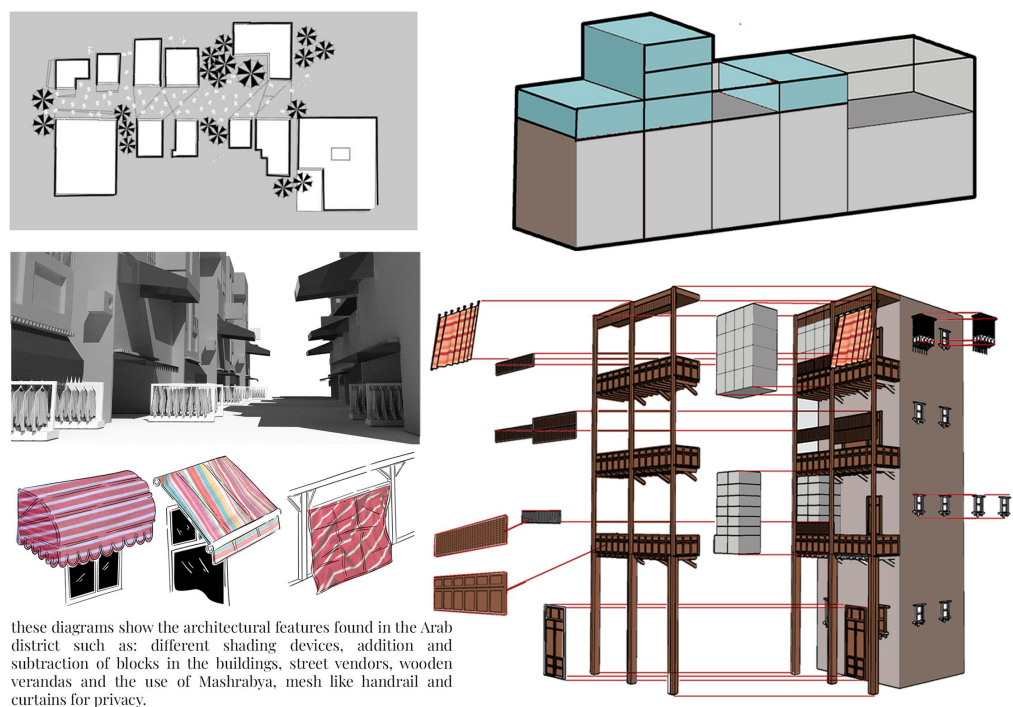 these diagrams show the architectural features found in the Arab
district such as: different shading devices, addition and
subtraction of blocks in the buildings, street vendors, wooden
verandas and the use of Mashrabya, mesh like handrail and
curtains for privacy.